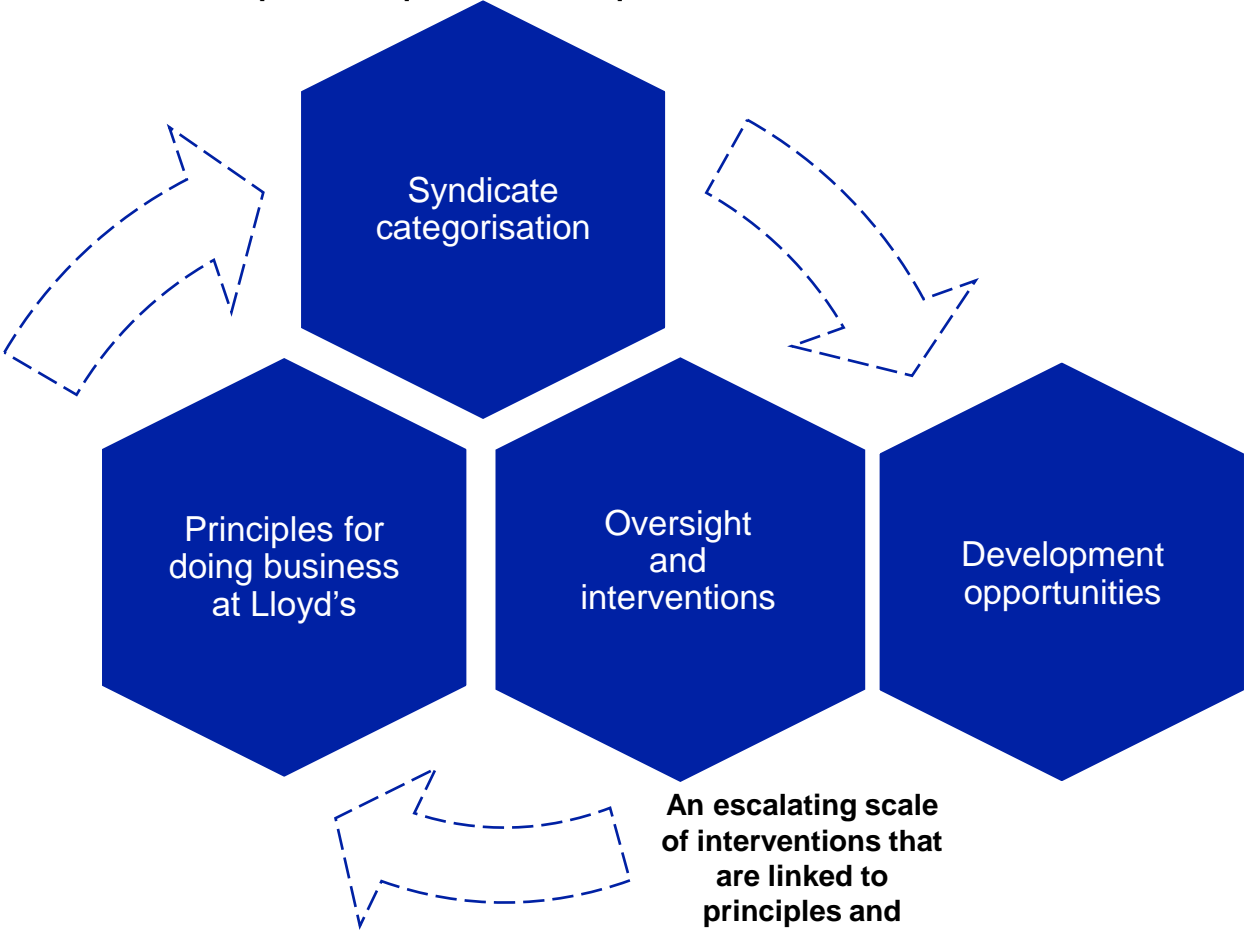 Syndicate
categorisation
Principles for
doing business
at Lloyd's
Oversight
and
interventions
Development
opportunities
An escalating scale
of interventions that
are linked to
principles and